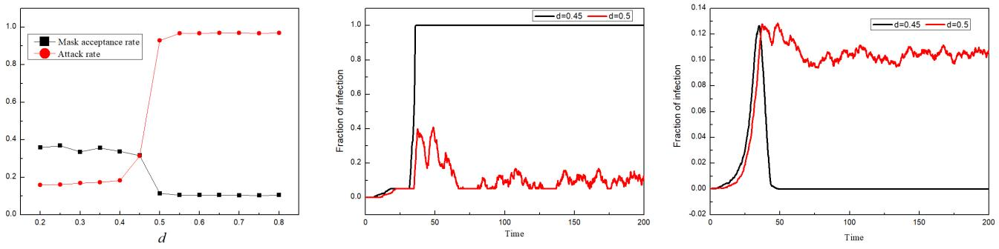 1.0
0.8
0.6
0.4
0.2
0.0
Mask acceptance rate
Attack rate
0.2 0.3 0.4 0.5 0.6 0.7 0.8
d
Fraction of infection
1.0
0.8
0.6
0.4
0.2
0.0
d=0.45 d=0.5
0 50 100 150 200
Time
Fraction of infection
0.14
0.12
0.10
0.08
0.06
0.04
0.02
0.00
-0.02
d=0.45 d=0.5
0 50 100 150 200
Time